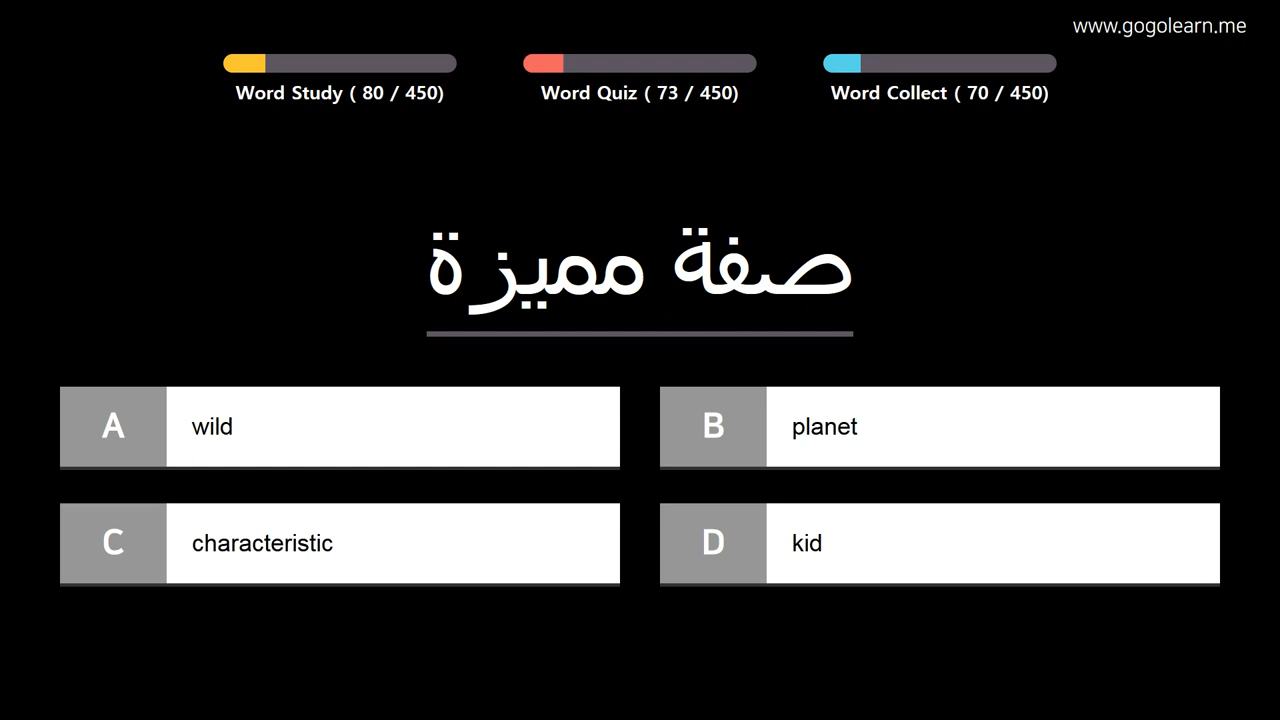 www.gogolearn.me
Word Study ( 80 / 450)
Word Quiz ( 73 / 450)
Word Collect ( 70 / 450)
صفة مميزة
A wild
B planet
C characteristic
D kid